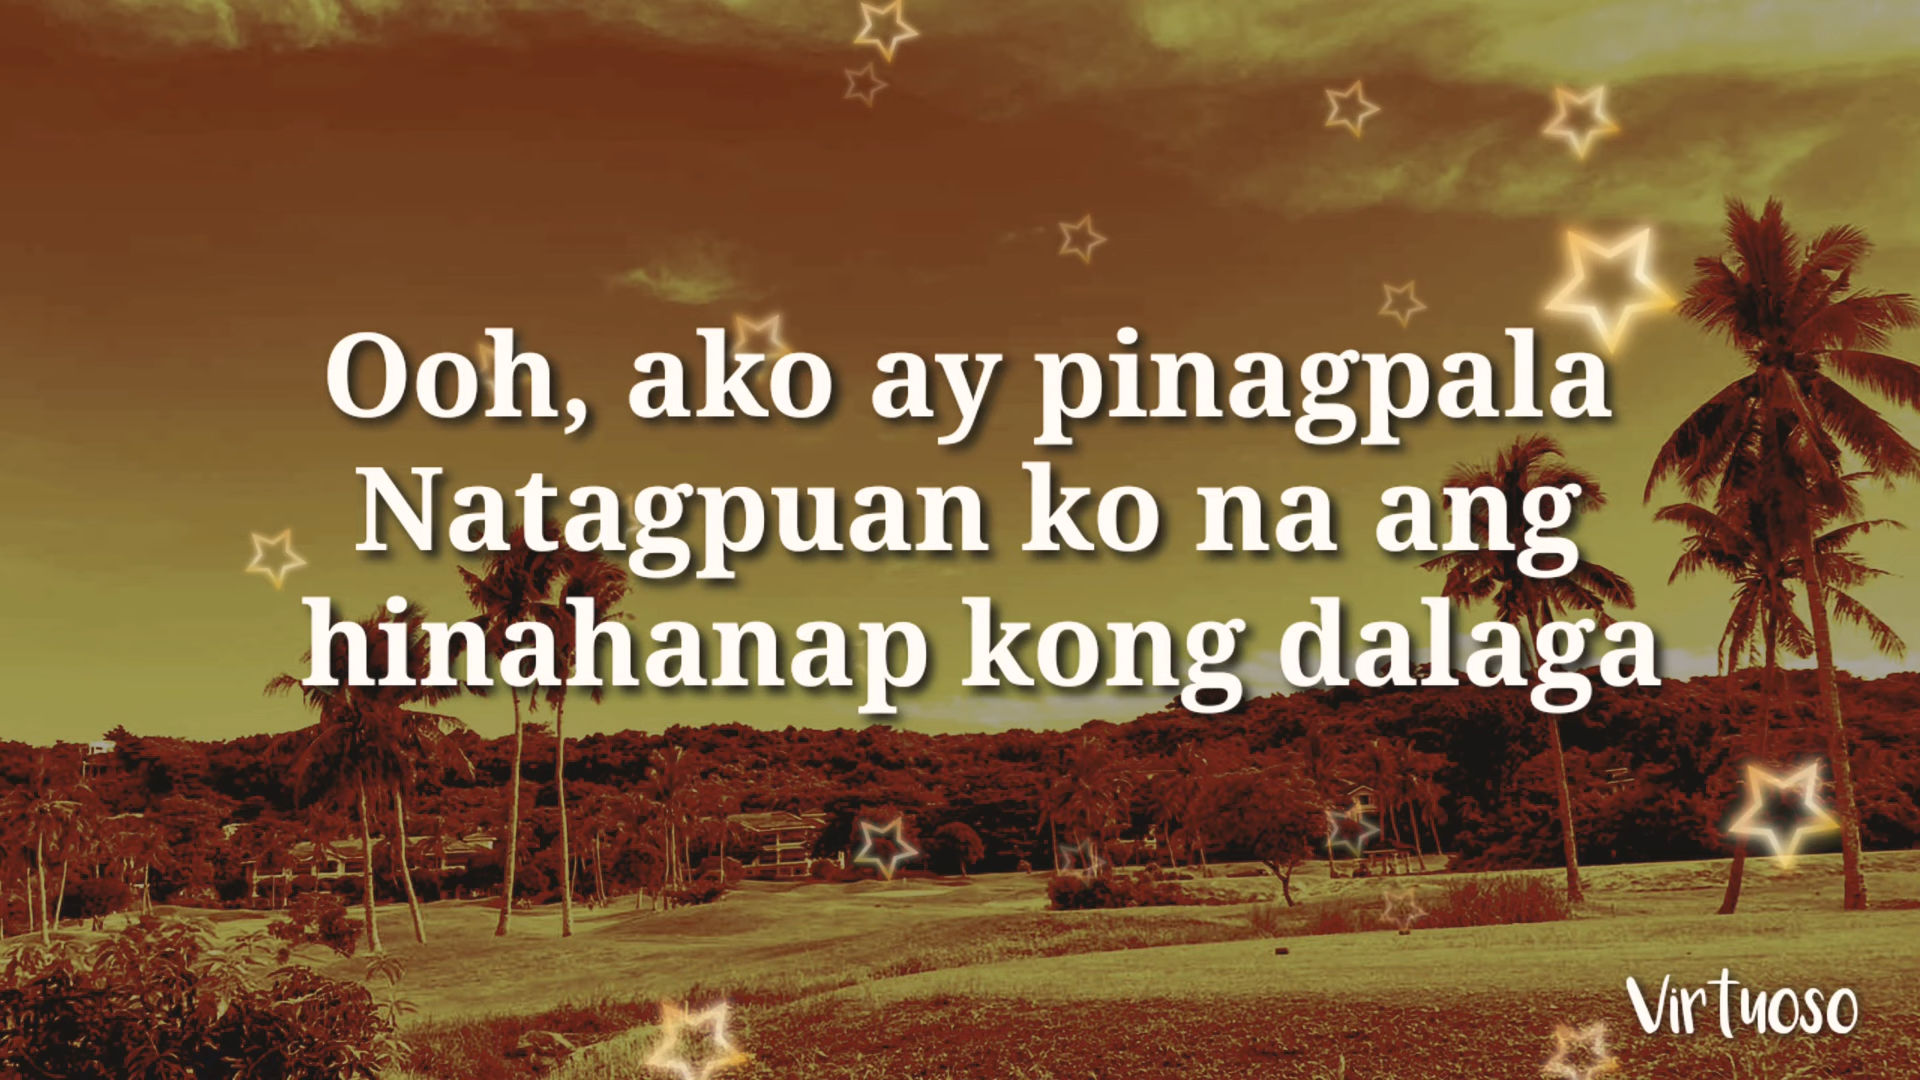 Ooh, ako ay pinagpala
Natagpuan ko na ang
hinahanap kong dalaga
Virtuoso